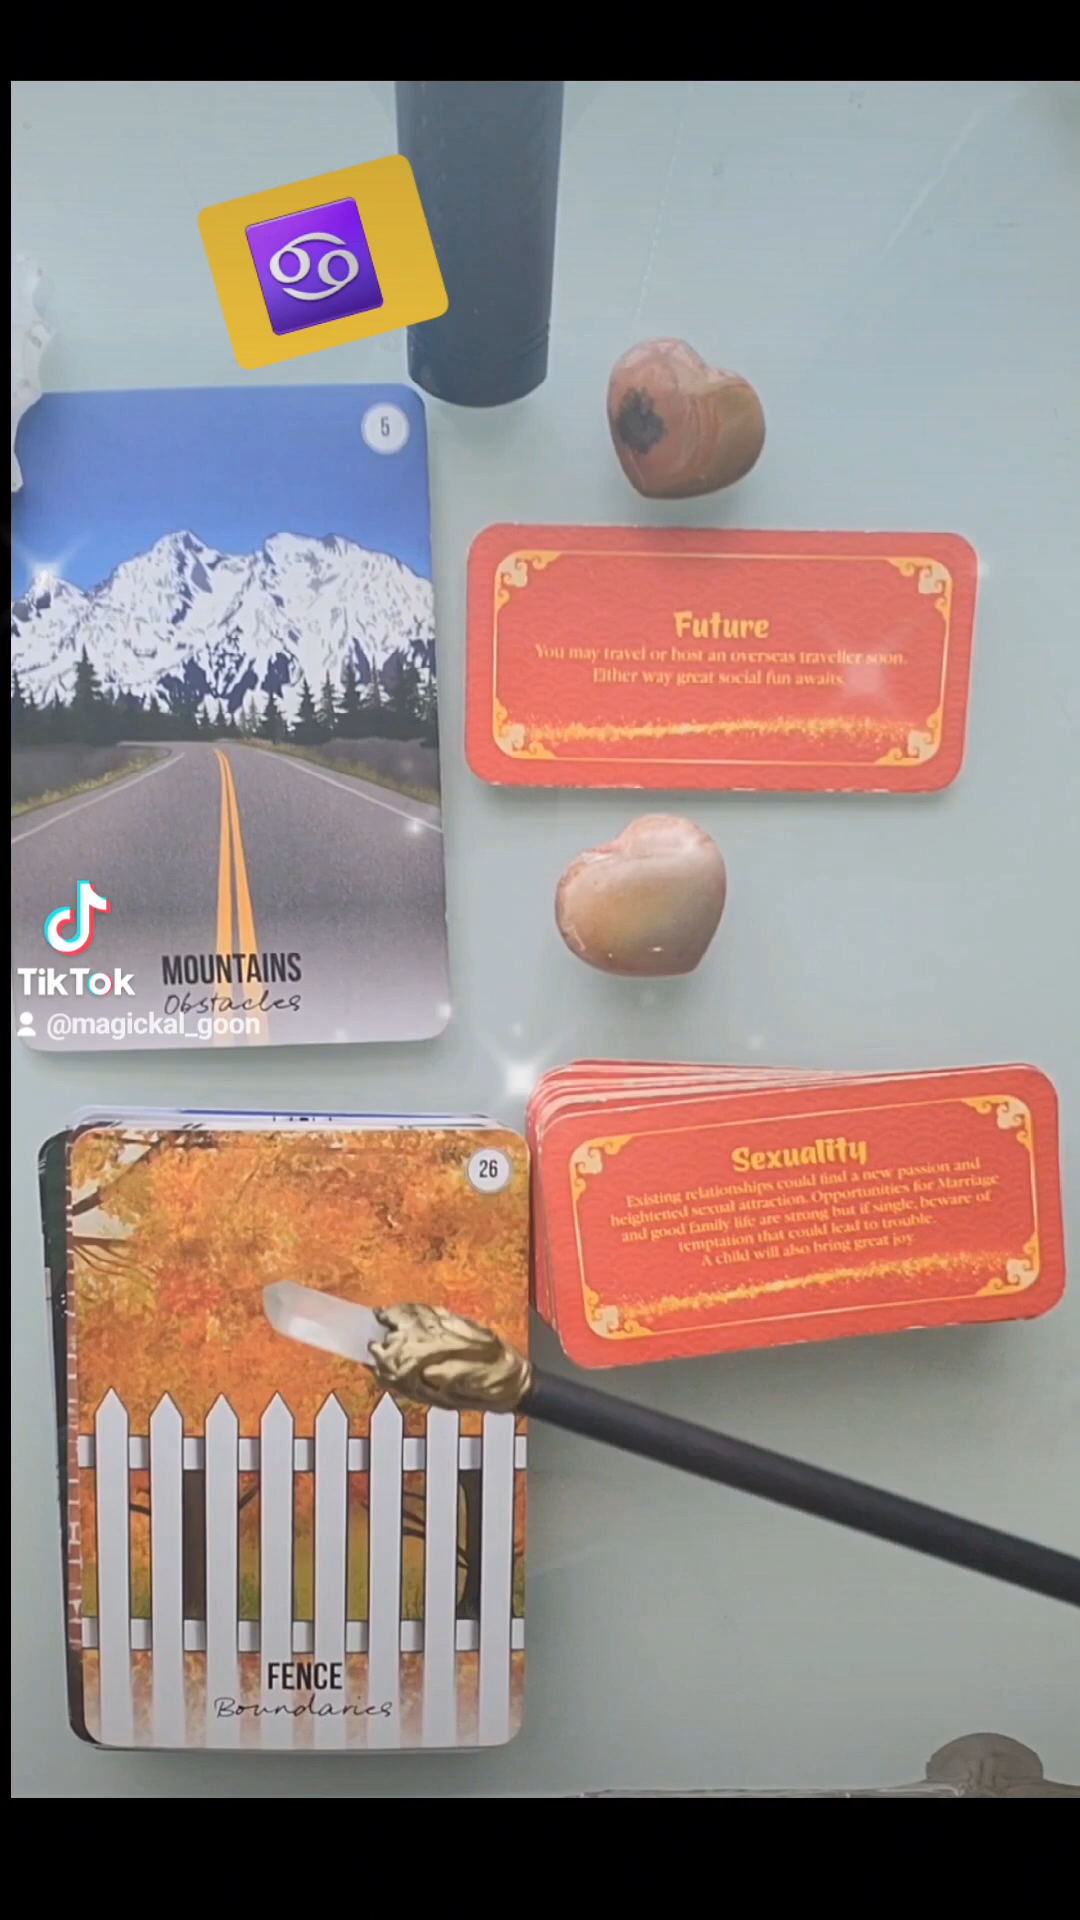 5
MOUNTAINS
Obstacles
TikTok
@magickal_goon
Future
You may travel or host an overseas traveller soon.
Either way great social fun awaits.
26
FENCE
Boundaries
Sexuality
Existing relationships could find a new passion and
heightened sexual attraction. Opportunities for Marriage
and good family life are strong but if single, beware of
temptation that could lead to trouble.
A child will also bring great joy.